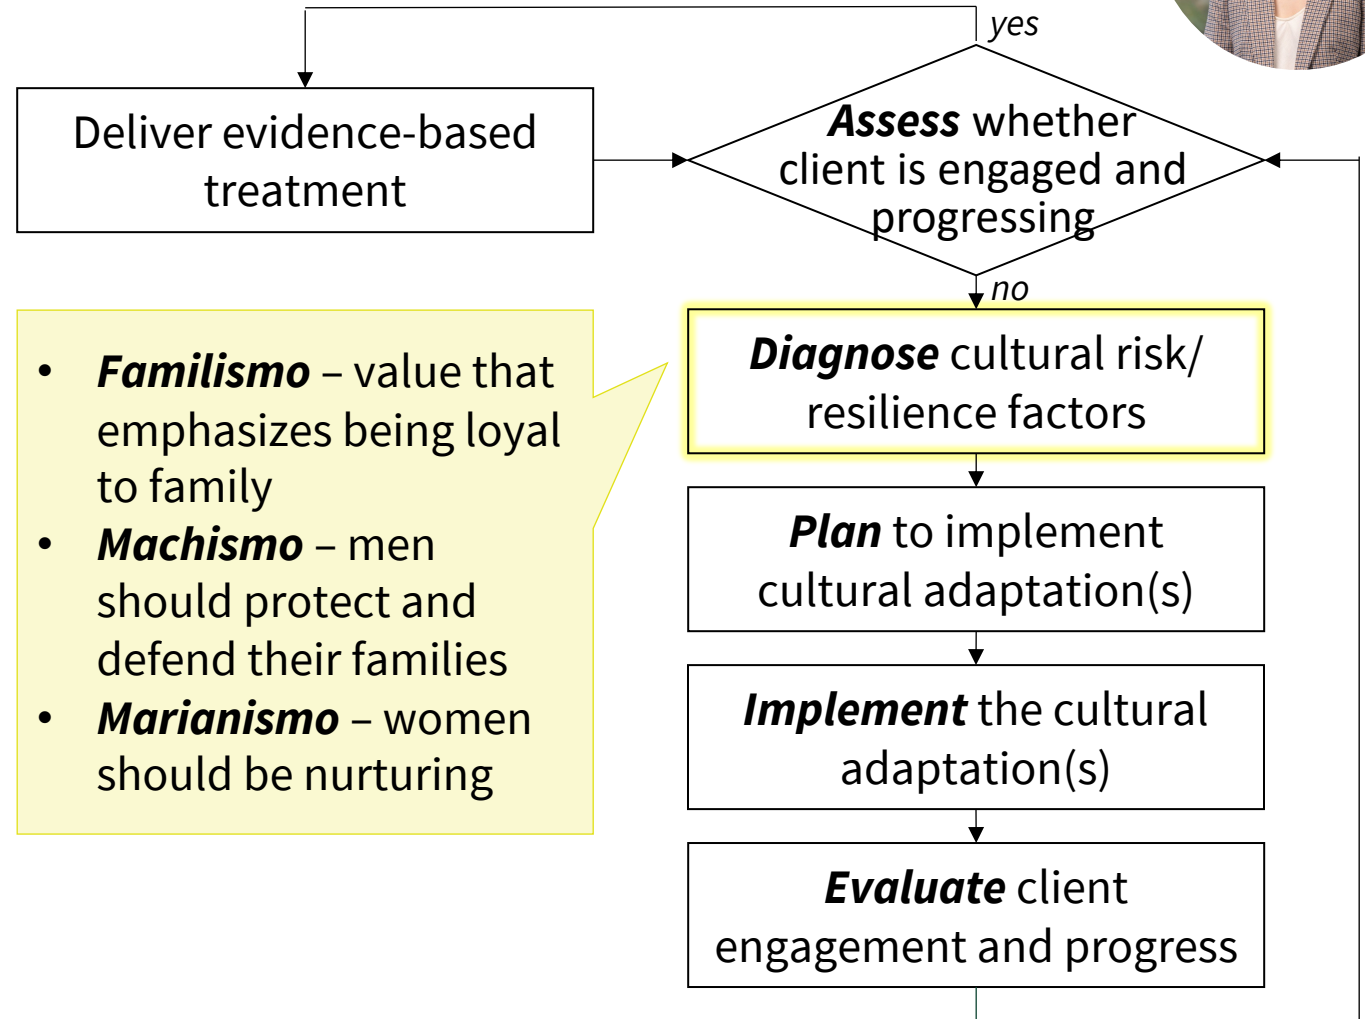 yes
Deliver evidence-based
treatment
Assess whether
client is engaged and
progressing
no
• Familismo – value that
emphasizes being loyal
to family
• Machismo – men
should protect and
defend their families
• Marianismo – women
should be nurturing
Diagnose cultural risk/
resilience factors
Plan to implement
cultural adaptation(s)
Implement the cultural
adaptation(s)
Evaluate client
engagement and progress